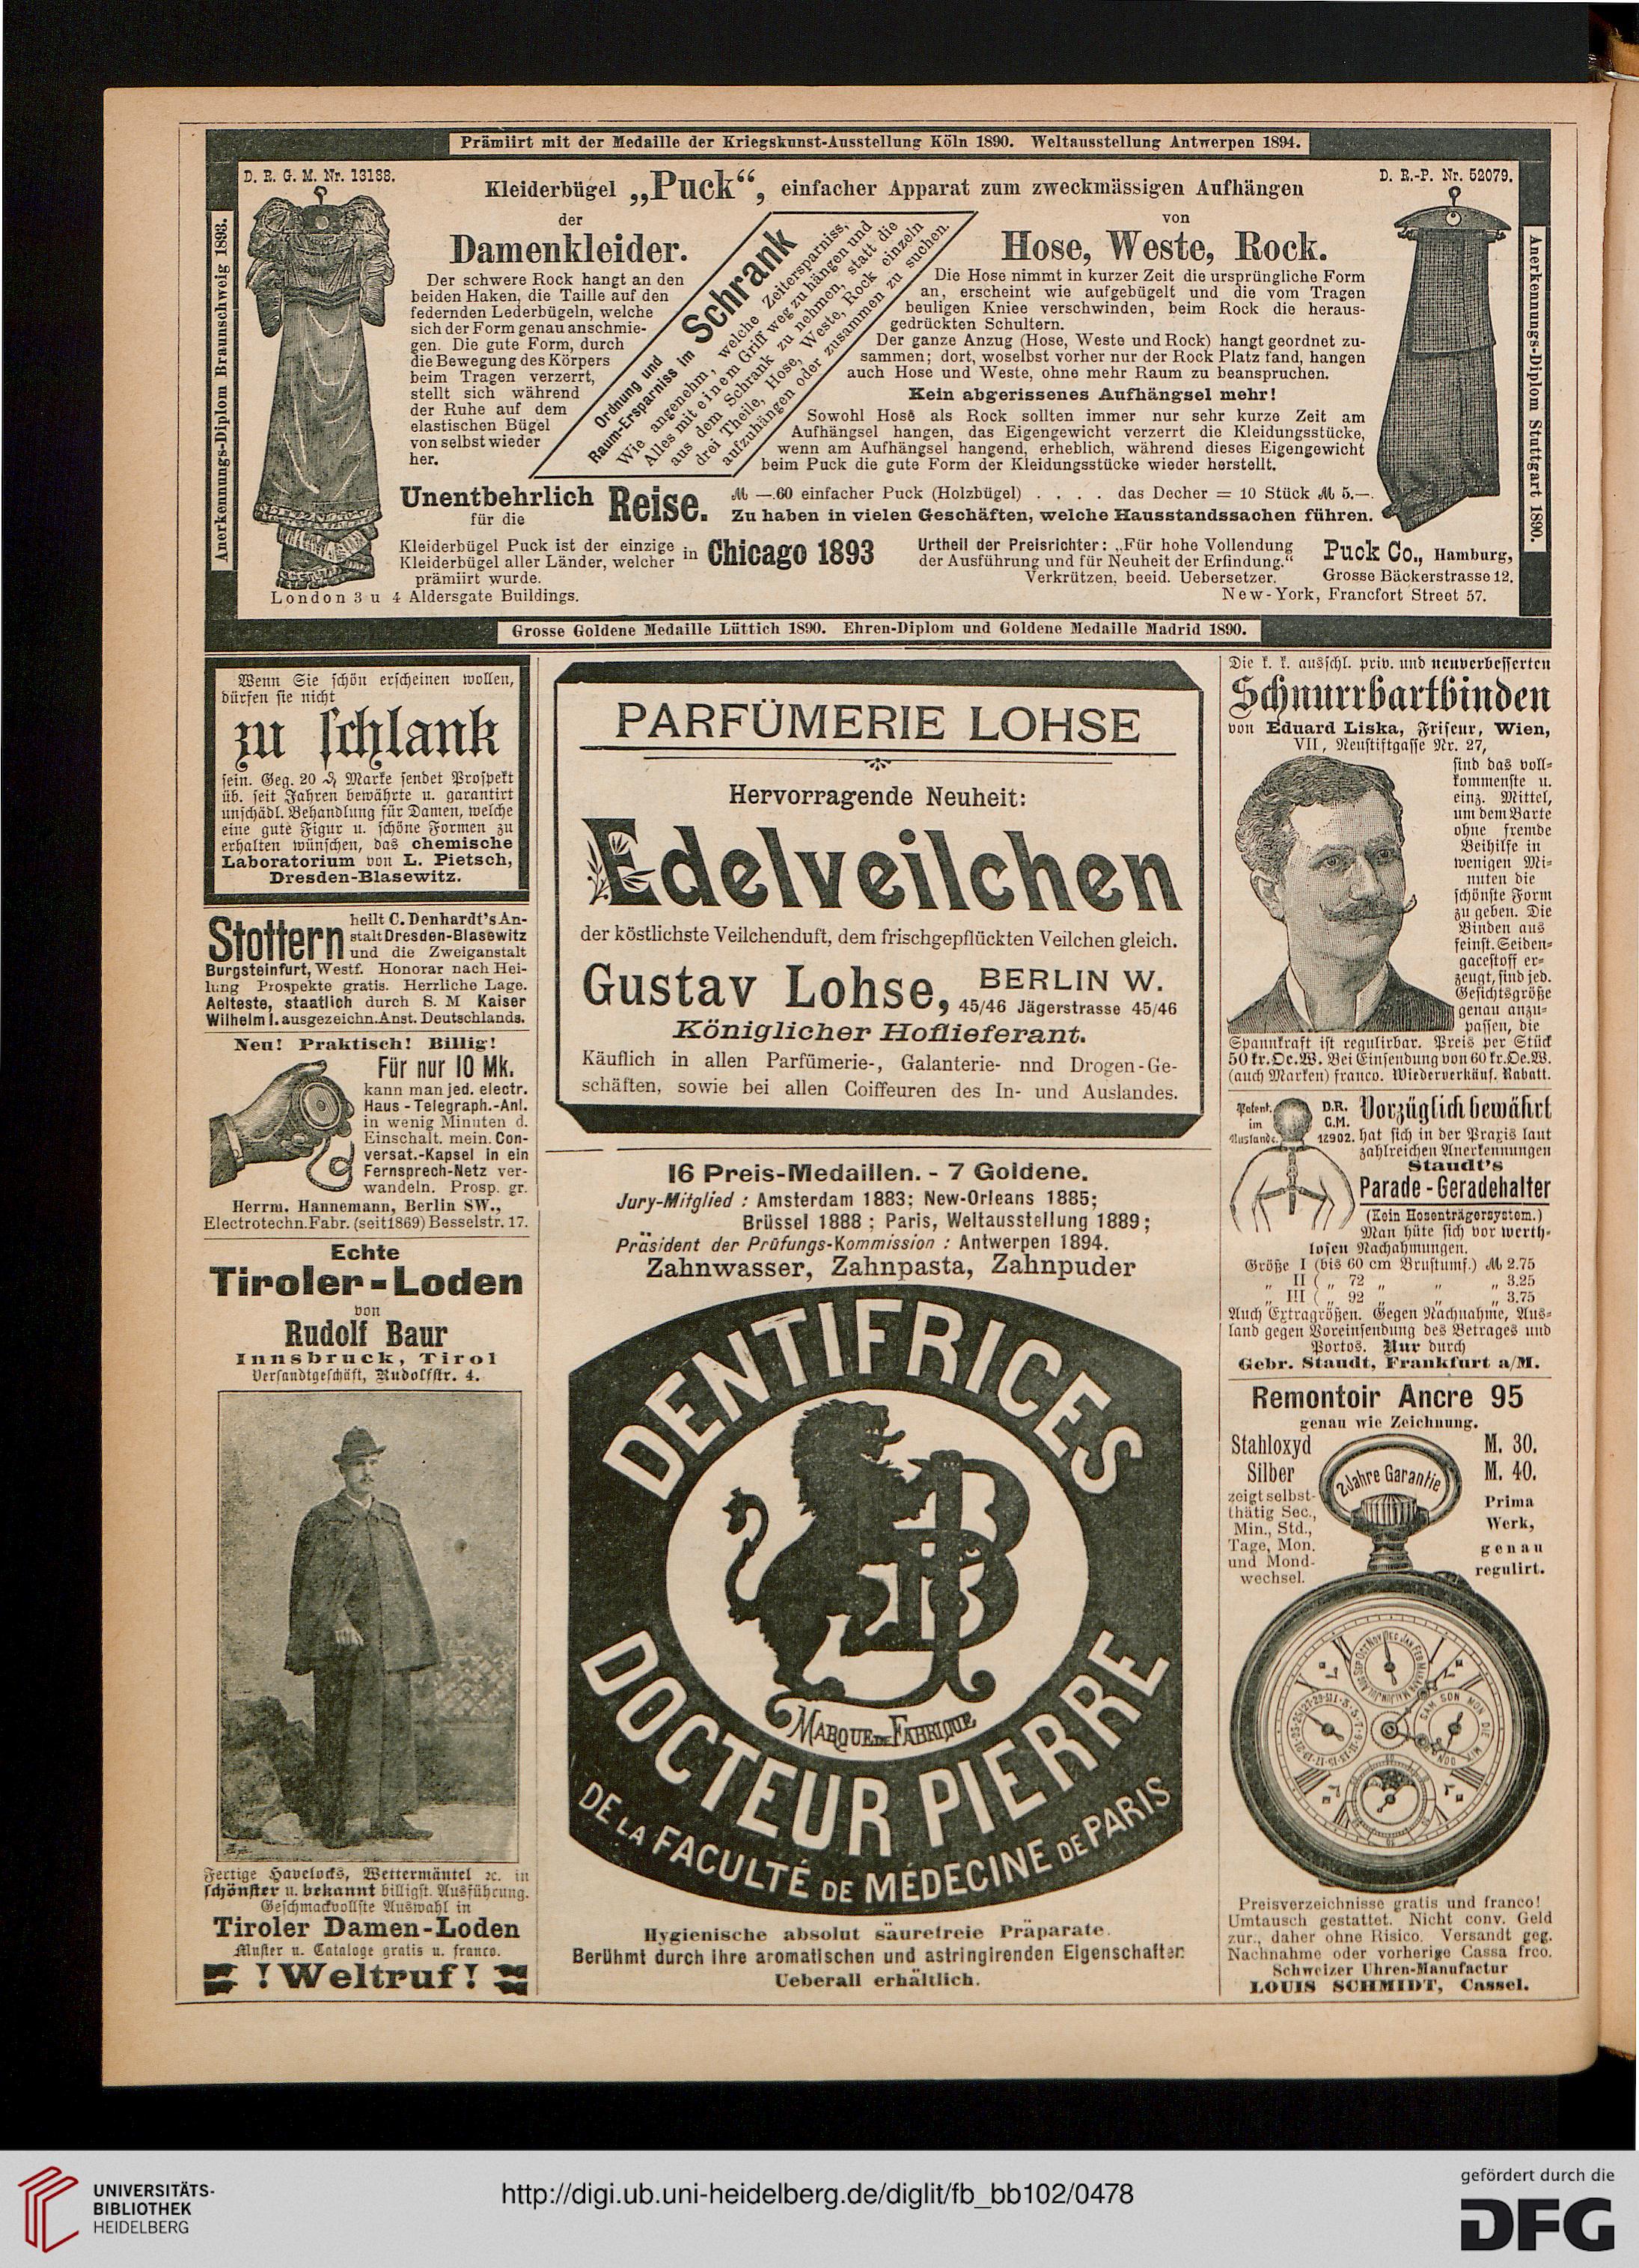 Prämiirt mit der Medaille der Kriegskunst-Ausstellung Köln 1890. Weltausstellung Antwerpen 1894.
Anerkennungs-Diplom Braunschweig 1893.
D. R. G. M. Nr. 13188.
Kleiderbügel „Puck“, einfacher Apparat zum zweckmässigen Aufhängen
D. R.-P. Nr. 52079.
der
Damenkleider.
Der schwere Rock hangt an den
beiden Haken, die Taille auf den
federnden Lederbügeln, welche
sich der Form genau anschmie-
gen. Die gute Form, durch
die Bewegung des Körpers
beim Tragen verzerrt,
stellt sich während
der Ruhe auf dem
elastischen Bügel
von selbst wieder
her.
Ordnung und
Raum-Ersparniss im Schrank
Wie angenehm, welche Zeitersparniss,
Alles mit einem Griff weg zu hängen und
aus dem Schrank zu nehmen, statt die
drei Theile, Hose, Weste, Rock einzeln
aufzuhängen oder zusammen zu suchen.
von
Hose, Weste, Rock.
Die Hose nimmt in kurzer Zeit die ursprüngliche Form
an, erscheint wie aufgebügelt und die vom Tragen
beuligen Kniee verschwinden, beim Rock die heraus-
gedrückten Schultern.
Der ganze Anzug (Hose, Weste und Rock) hangt geordnet zu-
sammen; dort, woselbst vorher nur der Rock Platz fand, hangen
auch Hose und Weste, ohne mehr Raum zu beanspruchen.
Kein abgerissenes Aufhängsel mehr!
Sowohl Hose als Rock sollten immer nur sehr kurze Zeit am
Aufhängsel hangen, das Eigengewicht verzerrt die Kleidungsstücke,
wenn am Aufhängsel hangend, erheblich, während dieses Eigengewicht
beim Puck die gute Form der Kleidungsstücke wieder herstellt.
Anerkennungs-Diplom Stuttgart 1890.
Unentbehrlich
für die
Reise.
ℳ —.60 einfacher Puck (Holzbügel) . . . . das Decher = 10 Stück ℳ 5.—.
Zu haben in vielen Geschäften, welche Hausstandssachen führen.
Kleiderbügel Puck ist der einzige
Kleiderbügel aller Länder, welcher
in Chicago 1893
prämiirt wurde.
Urtheil der Preisrichter: „Für hohe Vollendung
der Ausführung und für Neuheit der Erfindung.“
Verkrützen, beeid. Uebersetzer.
Puck Co., Hamburg,
Grosse Bäckerstrasse 12.
London 3 u 4 Aldersgate Buildings.
New-York, Francfort Street 57.
Grosse Goldene Medaille Lüttich 1890. Ehren-Diplom und Goldene Medaille Madrid 1890.
Wenn Sie schön erscheinen wollen,
dürfen sie nicht
zu schlank
sein. Geg. 20 ₰ Marke sendet Prospekt
üb. seit Jahren bewährte u. garantirt
unschädl. Behandlung für Damen, welche
eine gute Figur u. schöne Formen zu
erhalten wünschen, das chemische
Laboratorium von L. Pietsch,
Dresden-Blasewitz.
Stottern
heilt C. Denhardt's An-
stalt Dresden-Blasewitz
und die Zweiganstalt
Burgsteinfurt, Westf. Honorar nach Hei-
lung Prospekte gratis. Herrliche Lage.
Aelteste, staatlich durch S. M Kaiser
Wilhelm I. ausgezeichn. Anst. Deutschlands.
Neu! Praktisch! Billig!
Für nur 10 Mk.
kann man jed. electr.
Haus-Telegraph.-Anl.
in wenig Minuten d.
Einschalt. mein. Con-
versat.-Kapsel in ein
Fernsprech-Netz ver-
wandeln. Prosp. gr.
Herrm. Hannemann, Berlin SW.,
Electrotechn. Fabr. (seit 1869) Besselstr. 17.
Echte
Tiroler-Loden
von
Rudolf Baur
Innsbruck, Tirol
Versandtgeschäft, Rudolfstr. 4.
Fertige Havelocks, Wettermäntel ꝛc. in
schönster u. bekannt billigst. Ausführung.
Geschmackvollste Auswahl in
Tiroler Damen-Loden
Muster u. Cataloge gratis u. franco.
! Weltruf !
PARFÜMERIE LOHSE
Hervorragende Neuheit:
Edelveilchen
der köstlichste Veilchenduft, dem frischgepflückten Veilchen gleich.
Gustav Lohse,
BERLIN W.
45/46 Jägerstrasse 45/46
Königlicher Hoflieferant.
Käuflich in allen Parfümerie-, Galanterie- nnd Drogen-Ge-
schäften, sowie bei allen Coiffeuren des In- und Auslandes.
16 Preis-Medaillen. - 7 Goldene.
Jury-Mitglied : Amsterdam 1883; New-Orleans 1885;
Brüssel 1888 ; Paris, Weltausstellung 1889;
Präsident der Prüfungs-Kommission : Antwerpen 1894.
Zahnwasser, Zahnpasta, Zahnpuder
DENTIFRICES
MARQUE DE FABRIQUE
DOCTEUR PIERRE
DE LA FACULTÉ DE MÉDECINE DE PARIS
Hygienische absolut säurefreie Präparate.
Berühmt durch ihre aromatischen und astringirenden Eigenschaften
Ueberall erhältlich.
Die k. k. ausschl. priv. und neuverbesserten
Schnurrbartbinden
von Eduard Liska, Friseur, Wien,
VII, Neustiftgasse Nr. 27,
sind das voll-
kommenste u.
einz. Mittel,
um dem Barte
ohne fremde
Beihilfe in
wenigen Mi-
nuten die
schönste Form
zu geben. Die
Binden aus
feinst. Seiden-
gacestoff er-
zeugt, sind jed.
Gesichtsgröße
genau anzu-
passen, die
Spannkraft ist regulirbar. Preis per Stück
50 kr. Oe. W. Bei Einsendung von 60 kr. Oe. W.
(auch Marken) franco. Wiederverkäuf. Rabatt.
Patent.
im
Auslande.
D.R.
G.M.
12902.
Vorzüglich bewährt
hat sich in der Praxis laut
zahlreichen Anerkennungen
Staudt's
Parade-Geradehalter
(Kein Hosenträgersystem.)
Man hüte sich vor werth-
losen Nachahmungen.
Größe I (bis 60 cm Brustumf.) ℳ 2.75
„ II ( „ 72 „ „ „ 3.25
„ III ( „ 92 „ „ „ 3.75
Auch Extragrößen. Gegen Nachnahme, Aus-
land gegen Voreinsendung des Betrages und
Portos. Nur durch
Gebr. Staudt, Frankfurt a/M.
Remontoir Ancre 95
genau wie Zeichnung.
Stahloxyd M. 30.
Silber M. 40.
zeigt selbst-
thätig Sec.,
Min., Std.,
Tage, Mon.
und Mond-
wechsel.
2 Jahre Garantie
Prima
Werk,
genau
regulirt.
Preisverzeichnisse gratis und franco!
Umtausch gestattet. Nicht conv. Geld
zur., daher ohne Risico. Versandt geg.
Nachnahme oder vorherige Cassa frco.
Schweizer Uhren-Manufactur
LOUIS SCHMIDT, Cassel.
UNIVERSITÄTS-
BIBLIOTHEK
HEIDELBERG
http://digi.ub.uni-heidelberg.de/diglit/fb_bb102/0478
gefördert durch die
DFG